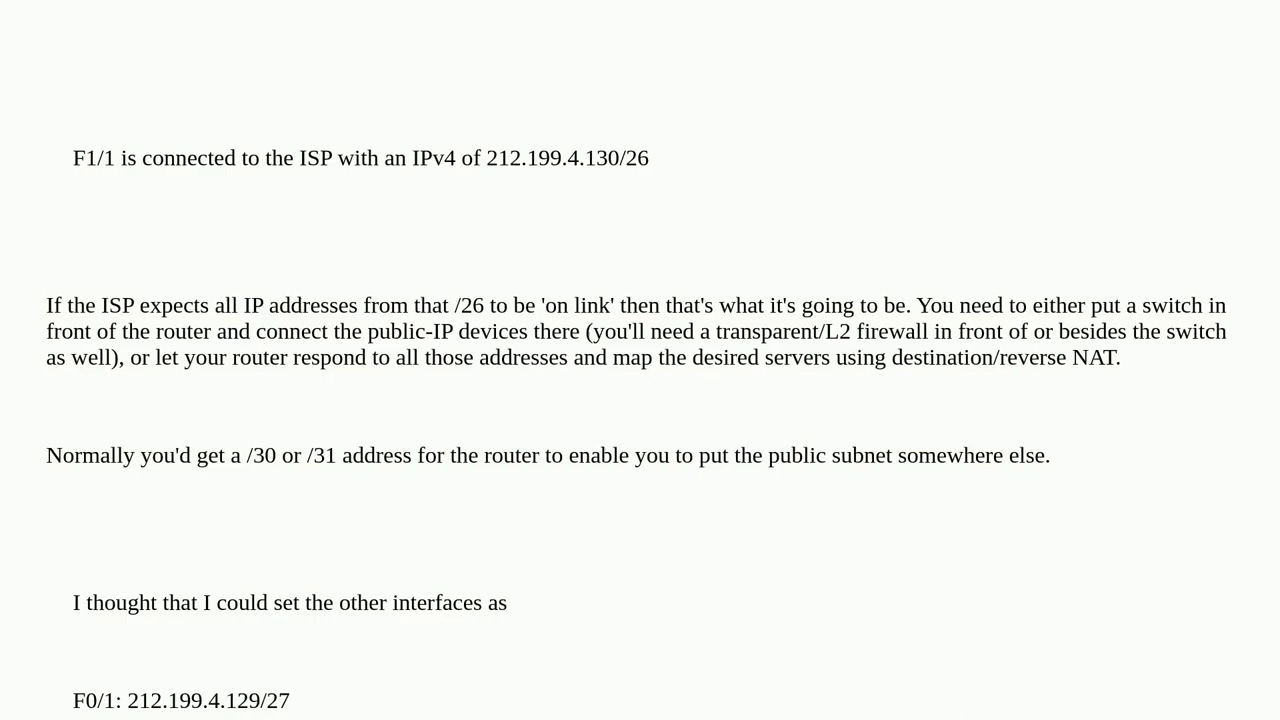 F1/1 is connected to the ISP with an IPv4 of 212.199.4.130/26
If the ISP expects all IP addresses from that /26 to be 'on link' then that's what it's going to be. You need to either put a switch in
front of the router and connect the public-IP devices there (you'll need a transparent/L2 firewall in front of or besides the switch
as well), or let your router respond to all those addresses and map the desired servers using destination/reverse NAT.
Normally you'd get a /30 or /31 address for the router to enable you to put the public subnet somewhere else.
I thought that I could set the other interfaces as
F0/1: 212.199.4.129/27